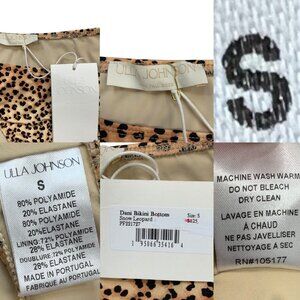 ULLA JOHNSON
S
ULLA JOHNSON
S
80% POLYAMIDE
20% ELASTANE
80% POLYAMIDE
20% ELASTANE
LINING: 72% POLYAMIDE
28% ELASTANE
DOUBLURE: 72% POLYAMIDE
28% ELASTANE
MADE IN PORTUGAL
FABRIQUE AU PORTUGAL
Dani Bikini Bottom
Snow Leopard
Size: S
MACHINE WASH WARM
DO NOT BLEACH
DRY CLEAN
LAVAGE EN MACHINE
À CHAUD
NE PAS JAVELLISER
NETTOYAGE A SEC
RN#105177